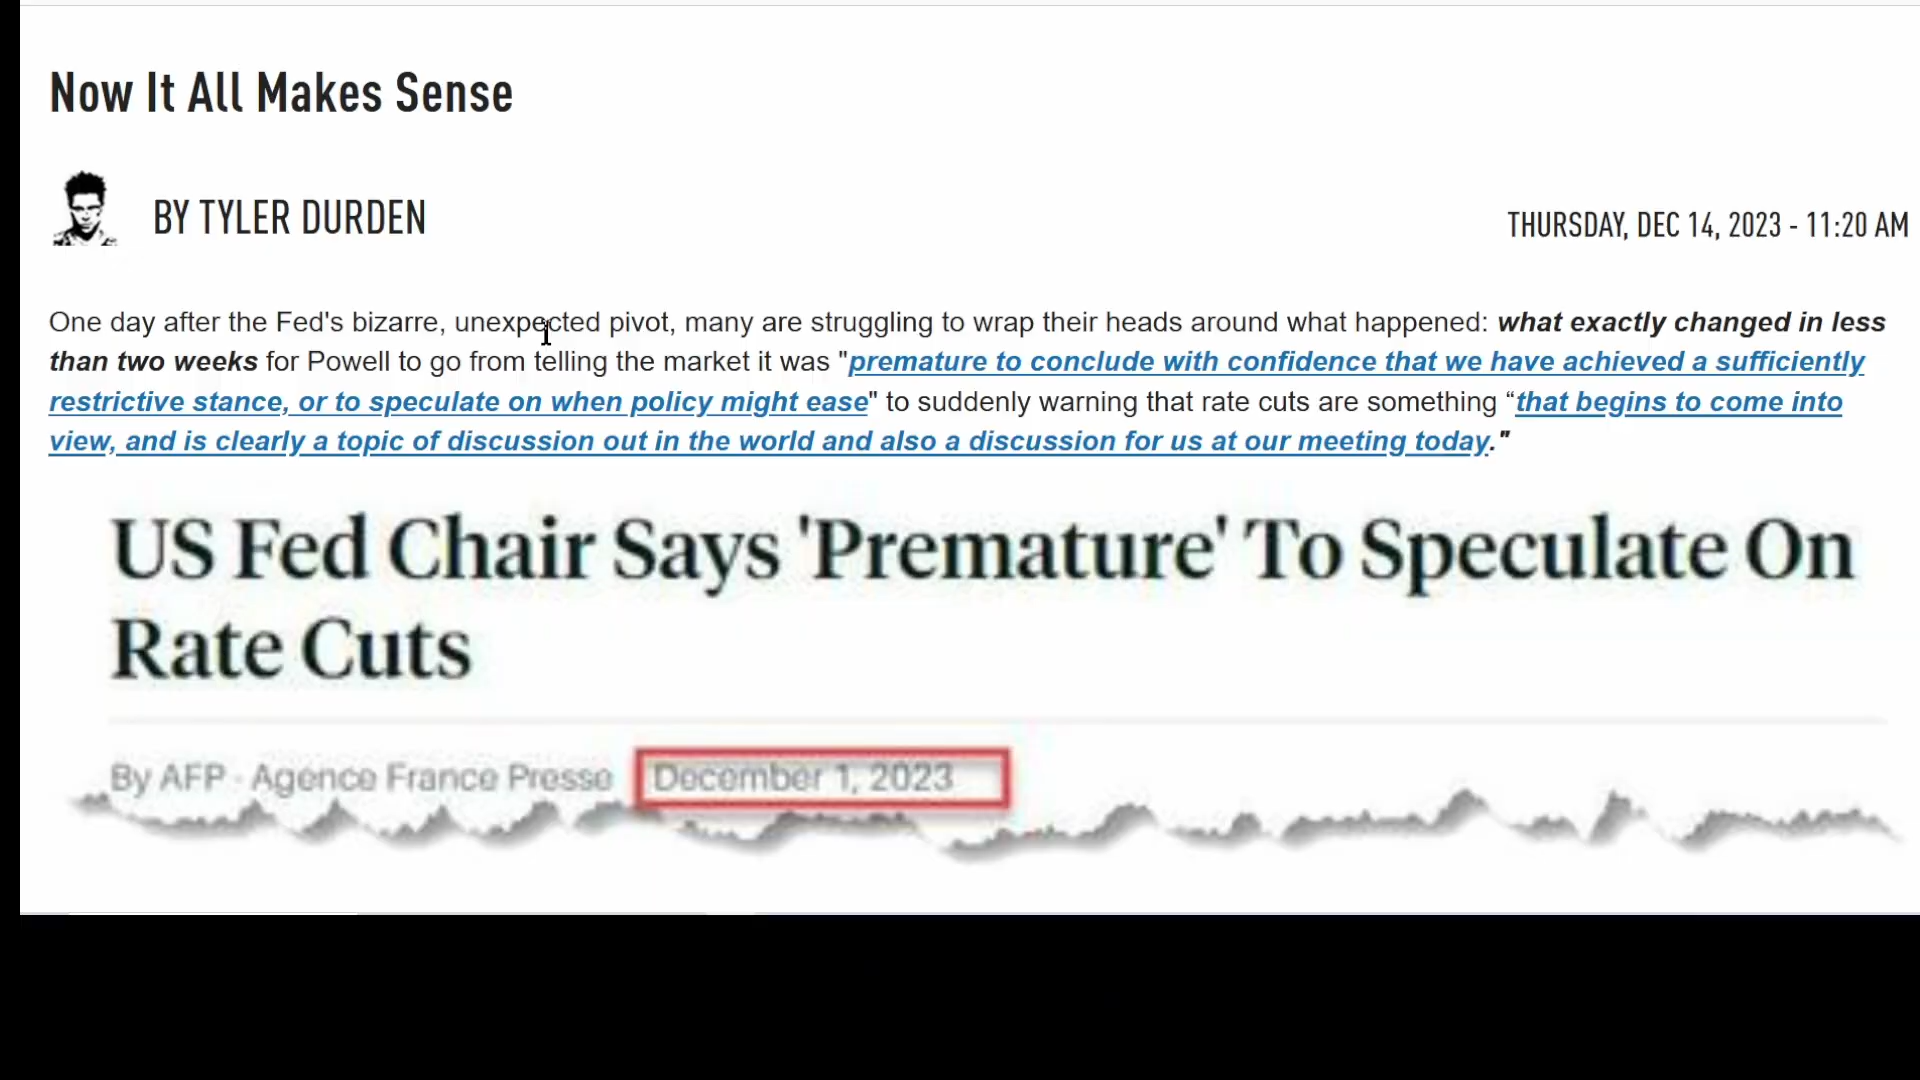 Now It All Makes Sense
BY TYLER DURDEN
THURSDAY, DEC 14, 2023 - 11:20 AM
One day after the Fed's bizarre, unexpected pivot, many are struggling to wrap their heads around what happened: what exactly changed in less
than two weeks for Powell to go from telling the market it was "premature to conclude with confidence that we have achieved a sufficiently
restrictive stance, or to speculate on when policy might ease" to suddenly warning that rate cuts are something “that begins to come into
view, and is clearly a topic of discussion out in the world and also a discussion for us at our meeting today."
US Fed Chair Says 'Premature' To Speculate On
Rate Cuts
By AFP - Agence France Presse December 1, 2023